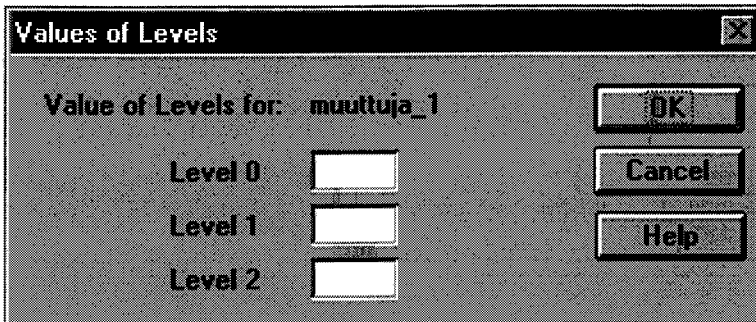 Values of Levels
Value of Levels for: muuttuja_1
OK
Level 0
Cancel
Level 1
Help
Level 2